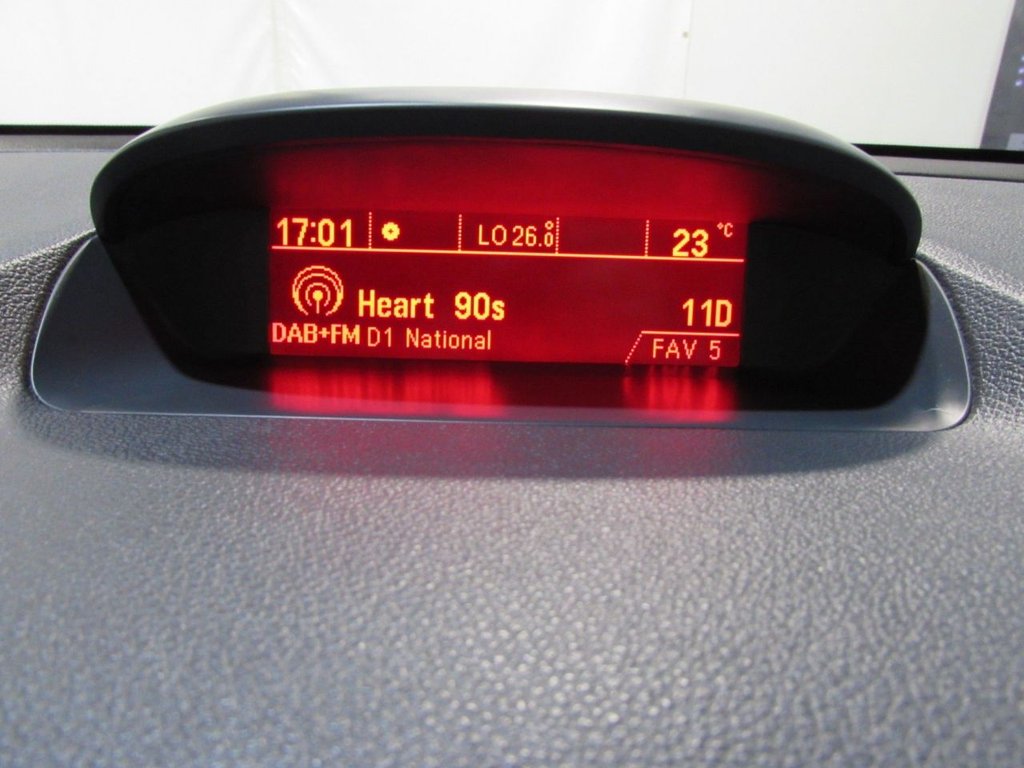 17:01 LO 26.0° 23 °C
Heart 90s 11D
DAB+FM D1 National FAV 5